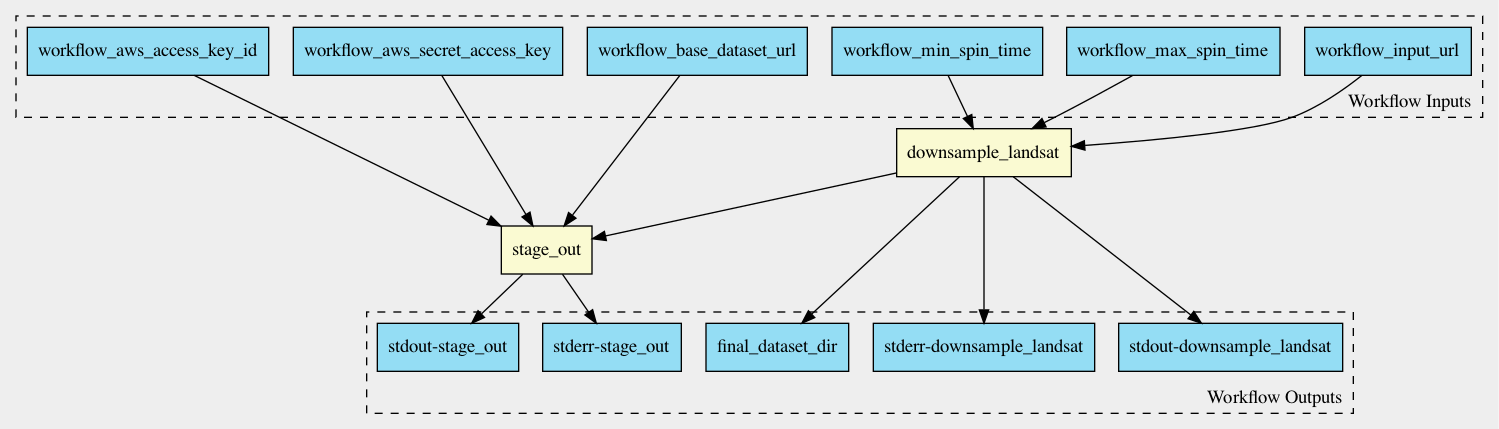 workflow_aws_access_key_id
workflow_aws_secret_access_key
workflow_base_dataset_url
workflow_min_spin_time
workflow_max_spin_time
workflow_input_url
Workflow Inputs
downsample_landsat
stage_out
stdout-stage_out
stderr-stage_out
final_dataset_dir
stderr-downsample_landsat
stdout-downsample_landsat
Workflow Outputs